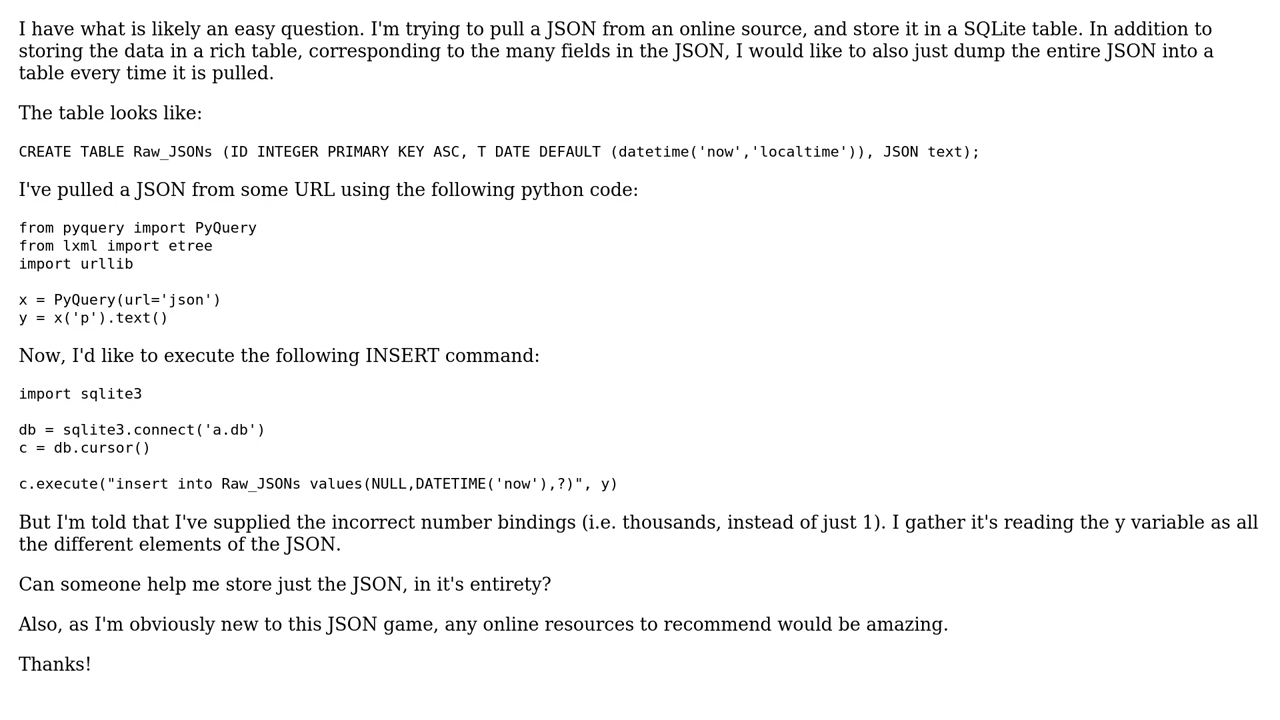 I have what is likely an easy question. I'm trying to pull a JSON from an online source, and store it in a SQLite table. In addition to
storing the data in a rich table, corresponding to the many fields in the JSON, I would like to also just dump the entire JSON into a
table every time it is pulled.
The table looks like:
CREATE TABLE Raw_JSONs (ID INTEGER PRIMARY KEY ASC, T DATE DEFAULT (datetime('now','localtime')), JSON text);
I've pulled a JSON from some URL using the following python code:
from pyquery import PyQuery
from lxml import etree
import urllib
x = PyQuery(url='json')
y = x('p').text()
Now, I'd like to execute the following INSERT command:
import sqlite3
db = sqlite3.connect('a.db')
c = db.cursor()
c.execute("insert into Raw_JSONs values(NULL,DATETIME('now'),?)", y)
But I'm told that I've supplied the incorrect number bindings (i.e. thousands, instead of just 1). I gather it's reading the y variable as all
the different elements of the JSON.
Can someone help me store just the JSON, in it's entirety?
Also, as I'm obviously new to this JSON game, any online resources to recommend would be amazing.
Thanks!